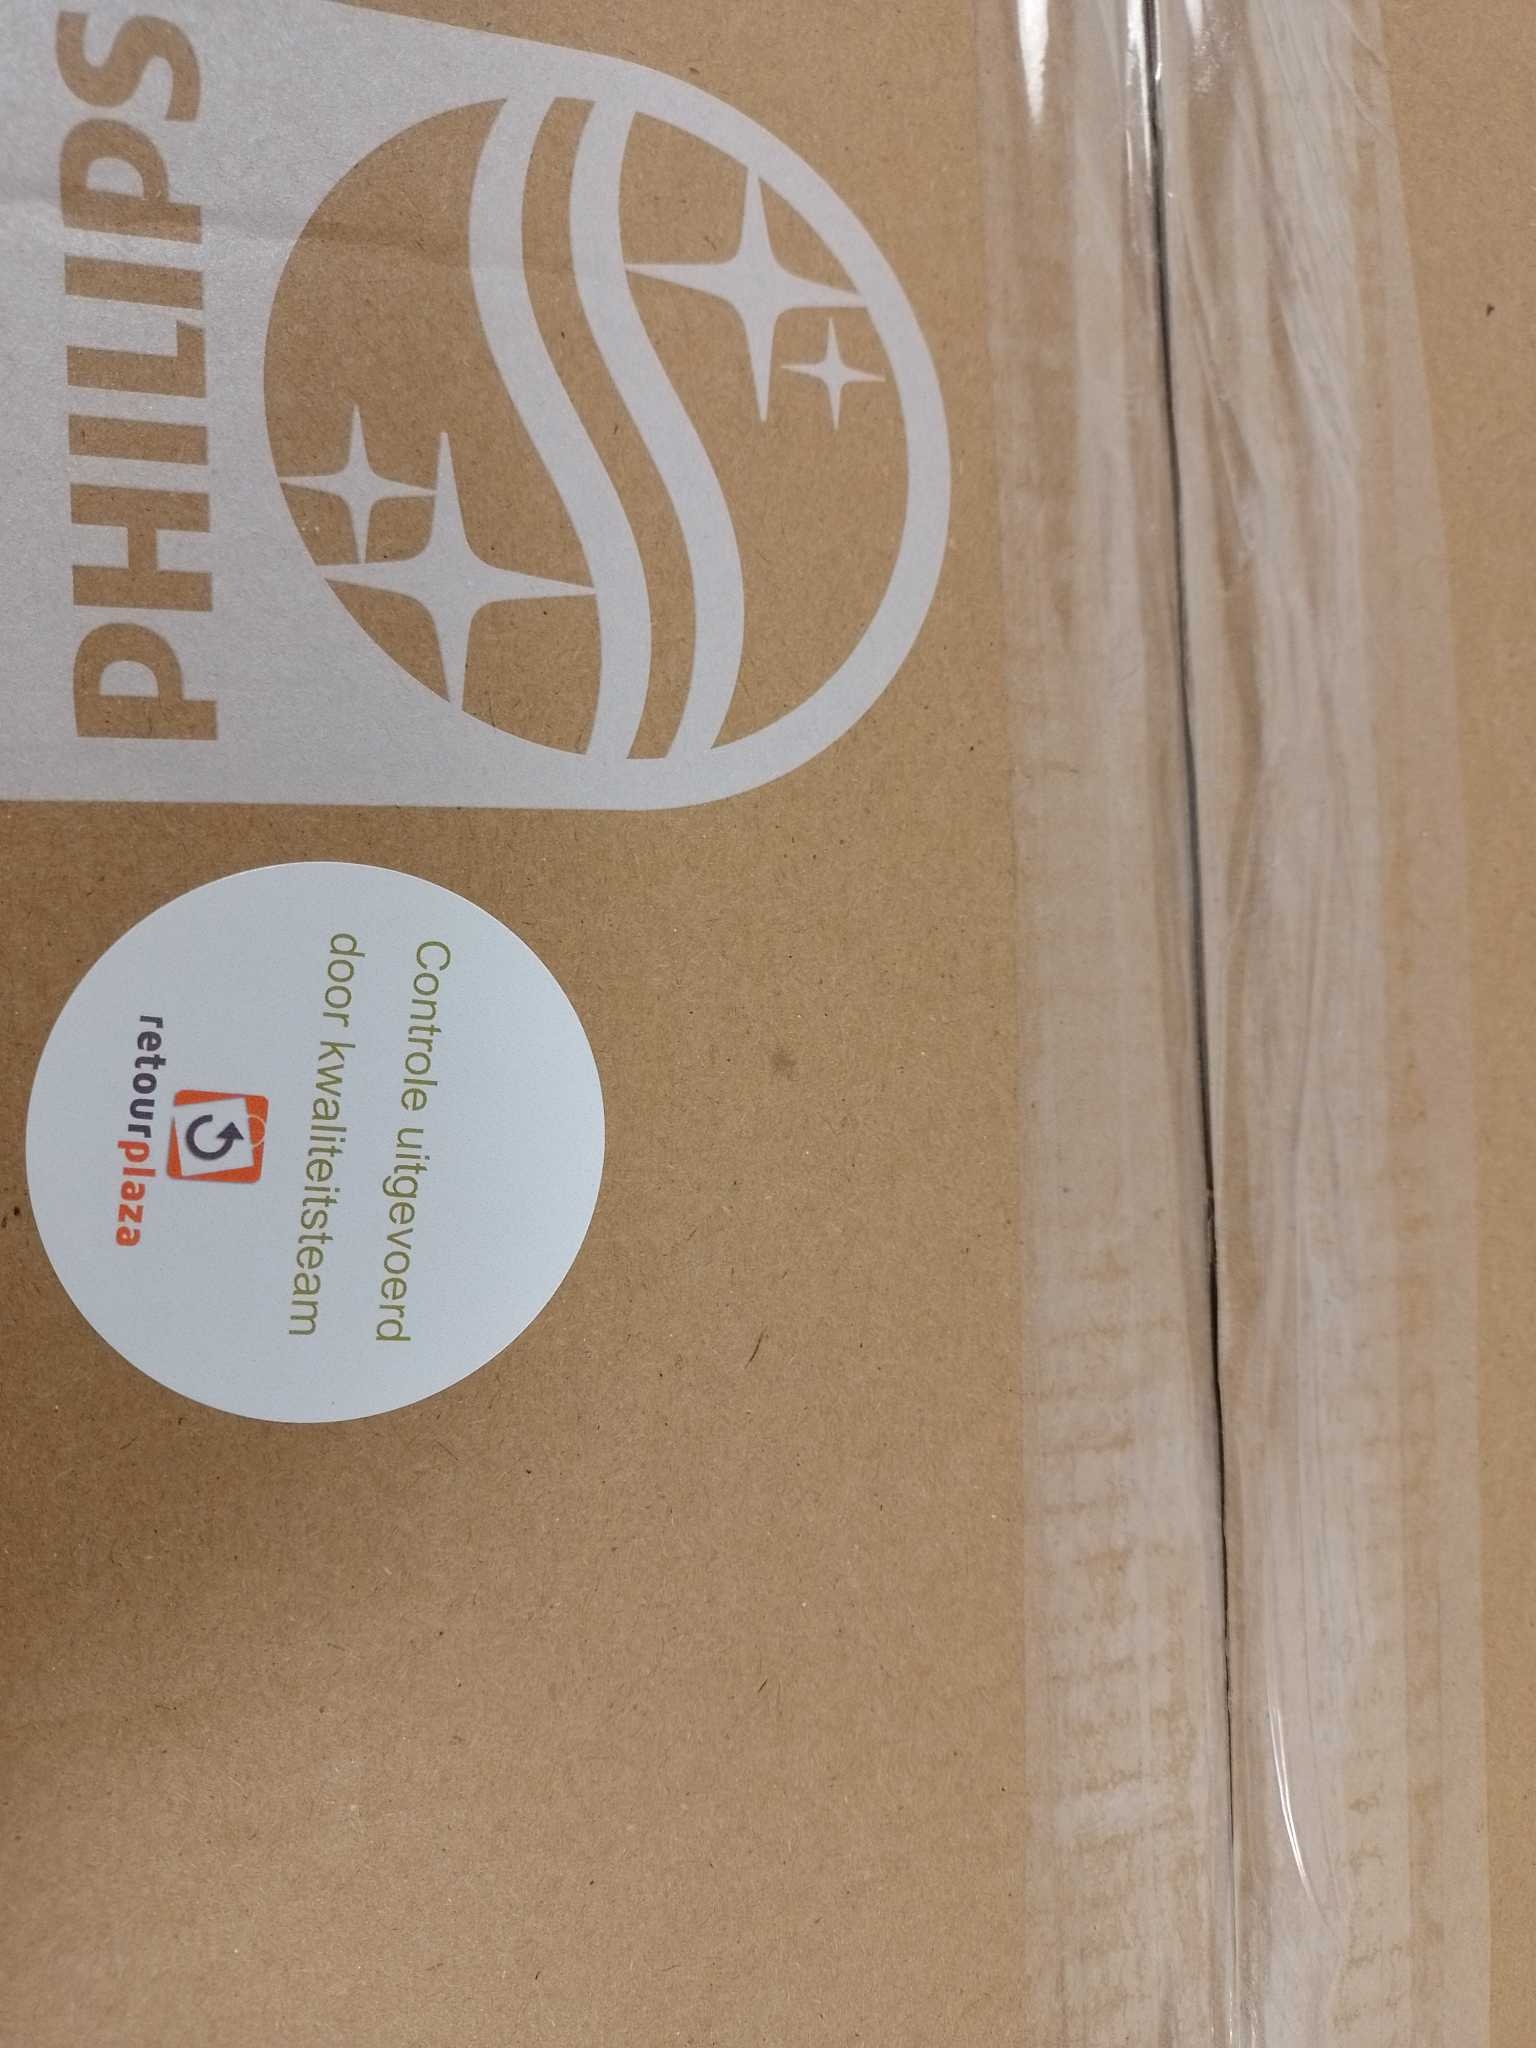 PHILIPS
Controle uitgevoerd
door kwaliteitsteam
retourplaza